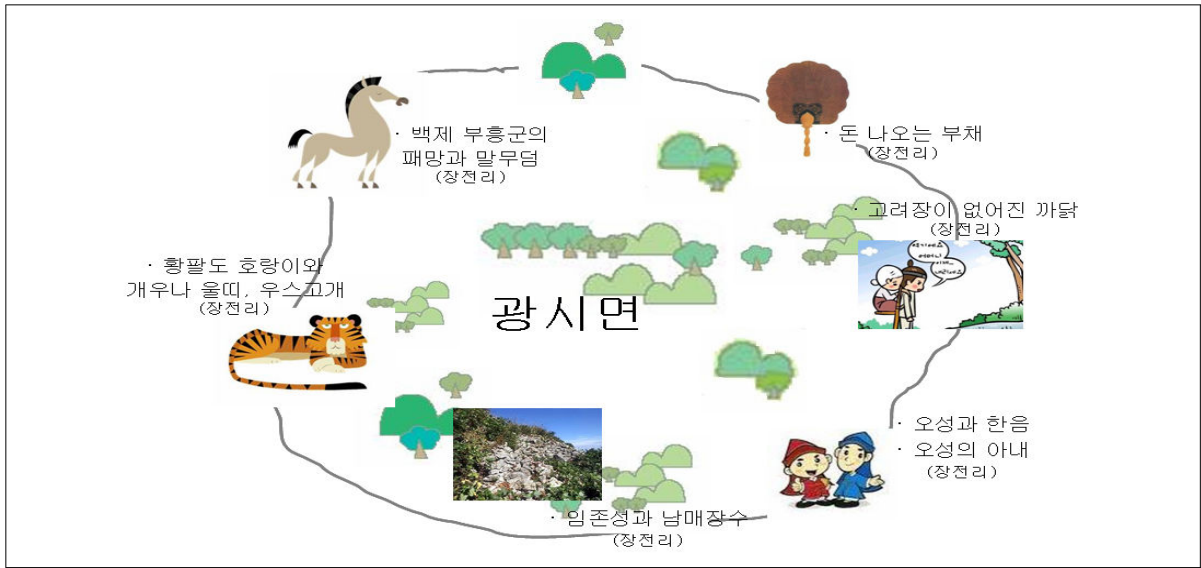 · 백제 부흥군의
패망과 말무덤
(장전리)
· 돈 나오는 부채
(장전리)
· 고려장이 없어진 까닭
(장전리)
· 황팔도 호랑이와
개우나 울띠, 우스고개
(장전리)
광시면
· 오성과 한음
· 오성의 아내
(장전리)
· 임존성과 남매장수
(장전리)